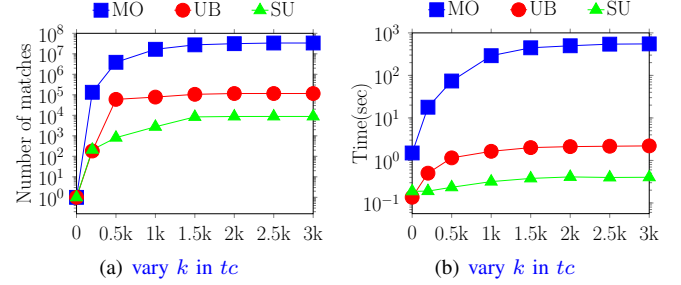 MO UB SU
Number of matches
10^8
10^7
10^6
10^5
10^4
10^3
10^2
10^1
10^0
0 0.5k 1k 1.5k 2k 2.5k 3k
(a) vary k in tc
MO UB SU
Time(sec)
10^3
10^2
10^1
10^0
10^−1
0 0.5k 1k 1.5k 2k 2.5k 3k
(b) vary k in tc